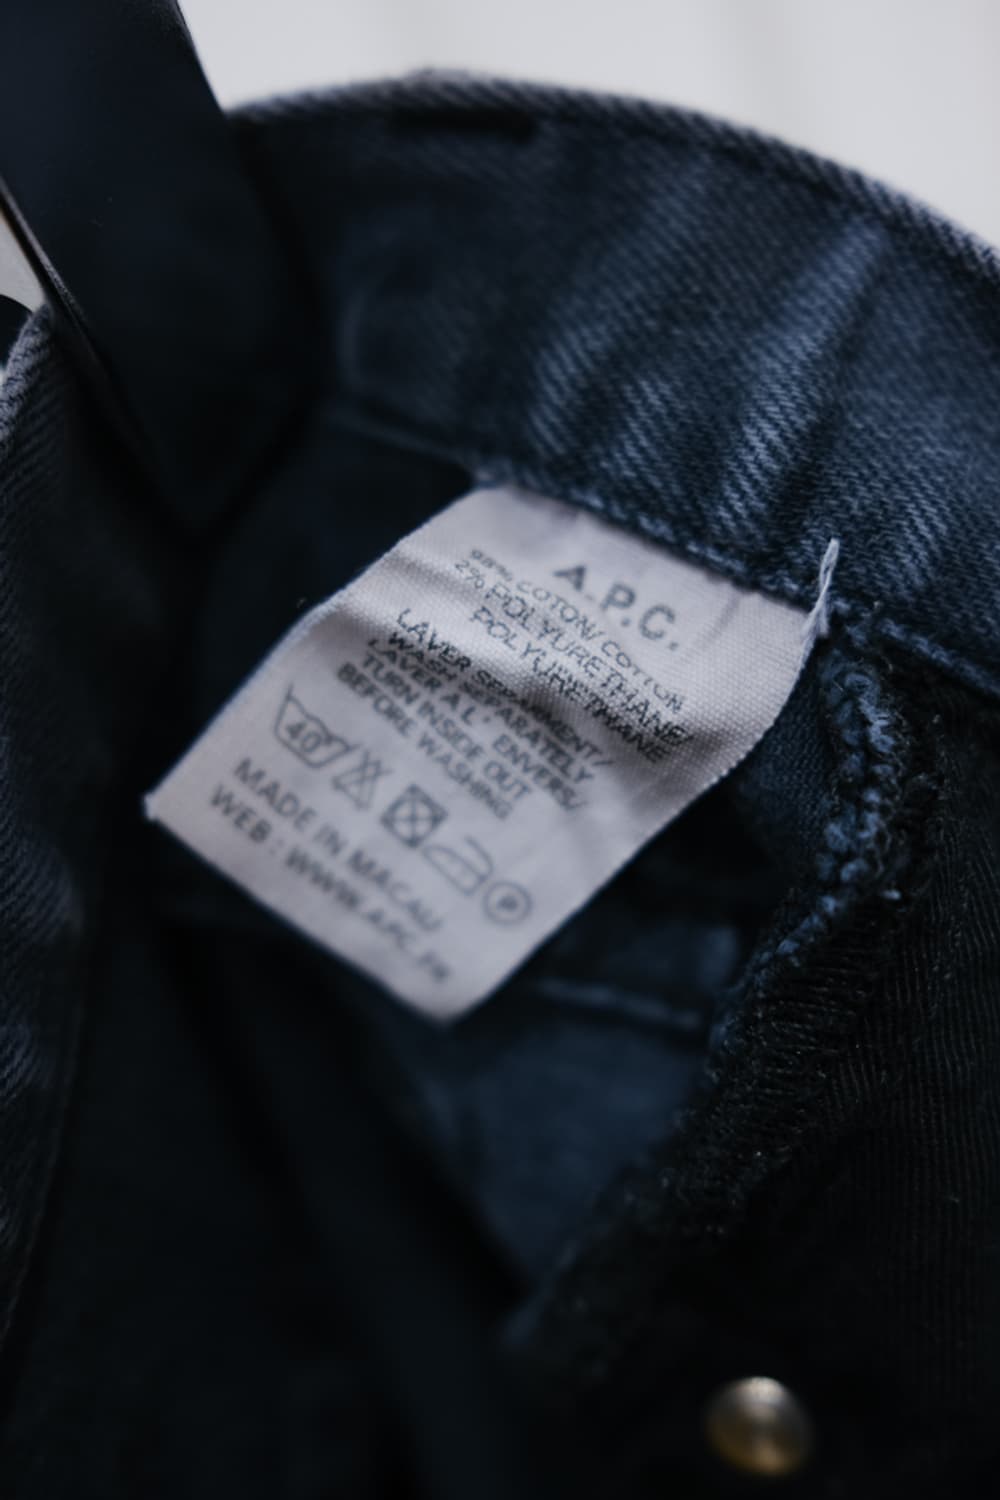 A.P.C.
98% COTON/ COTTON
2% POLYURETHANE/
POLYURETHANE
LAVER SEPAREMENT/
WASH SEPARATELY
LAVER A L' ENVERS/
TURN INSIDE OUT
BEFORE WASHING
40°
P
MADE IN MACAU
WEB : WWW.APC.FR